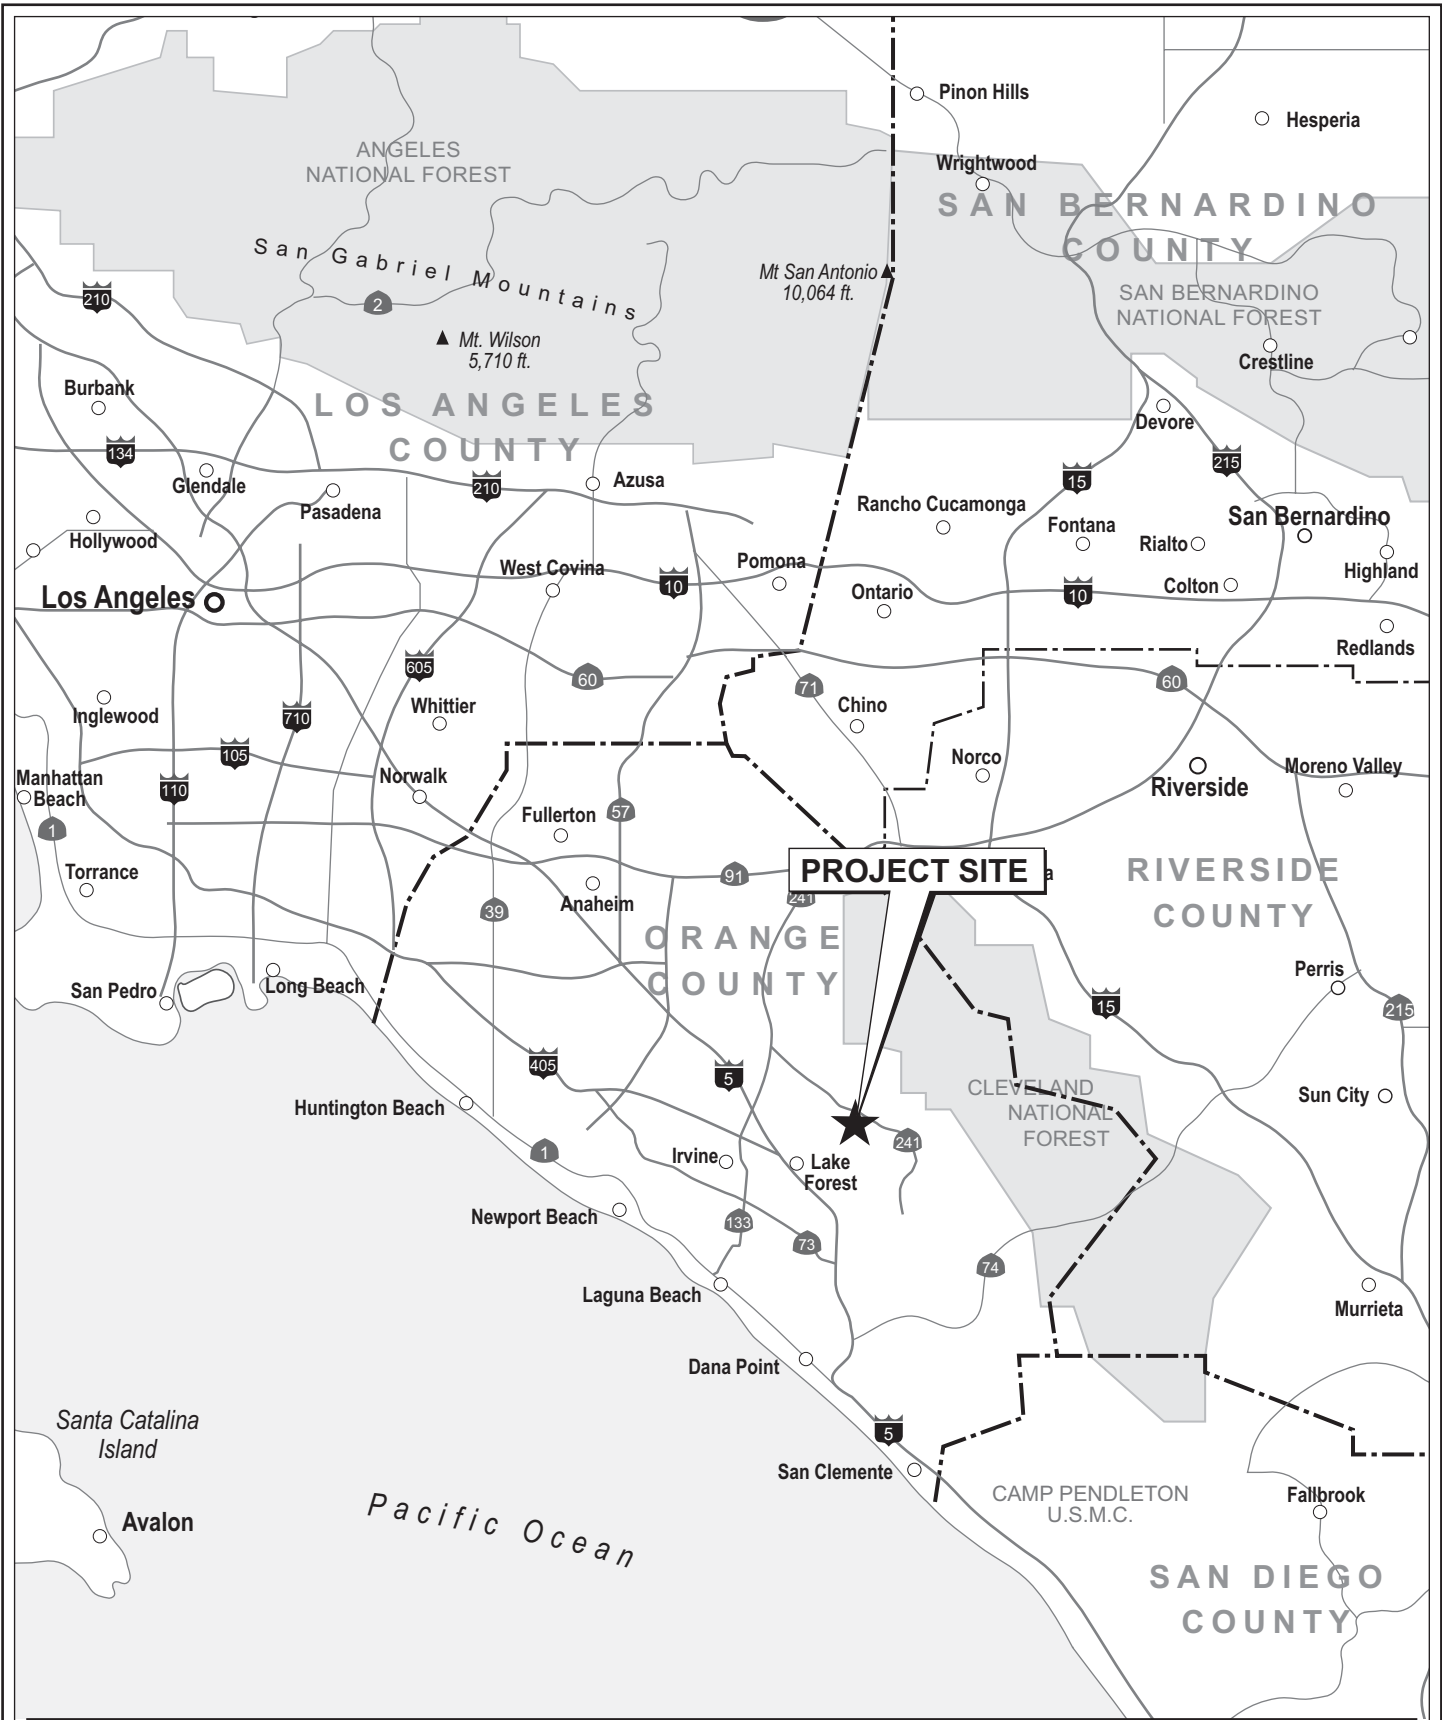 Pinon Hills
Hesperia
ANGELES
NATIONAL FOREST
Wrightwood
SAN BERNARDINO
COUNTY
San Gabriel Mountains
Mt San Antonio
10,064 ft.
SAN BERNARDINO
NATIONAL FOREST
210
2
Mt. Wilson
5,710 ft.
Crestline
Burbank
LOS ANGELES
COUNTY
Devore
134
Glendale
210
Azusa
15
215
Pasadena
Rancho Cucamonga
San Bernardino
Hollywood
Fontana
Rialto
West Covina
Pomona
Highland
Los Angeles
10
Ontario
10
Colton
Redlands
605
60
71
60
Inglewood
710
Whittier
Chino
105
Norco
Riverside
Moreno Valley
Manhattan
Beach
110
Norwalk
1
Fullerton
57
Torrance
91
PROJECT SITE
a
RIVERSIDE
COUNTY
39
Anaheim
241
ORANGE
COUNTY
San Pedro
Long Beach
Perris
15
215
405
5
CLEVELAND
NATIONAL
FOREST
Sun City
Huntington Beach
1
241
Irvine
Lake
Forest
Newport Beach
133
73
74
Laguna Beach
Murrieta
Dana Point
Santa Catalina
Island
5
San Clemente
CAMP PENDLETON
U.S.M.C.
Fallbrook
Avalon
Pacific Ocean
SAN DIEGO
COUNTY